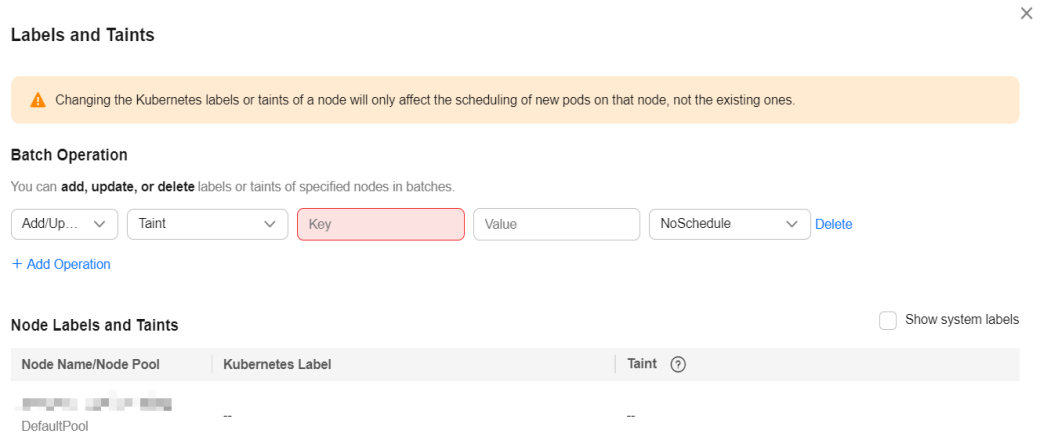 Labels and Taints
Changing the Kubernetes labels or taints of a node will only affect the scheduling of new pods on that node, not the existing ones.
Batch Operation
You can add, update, or delete labels or taints of specified nodes in batches.
Add/Up... Taint Key Value NoSchedule Delete
+ Add Operation
Node Labels and Taints Show system labels
Node Name/Node Pool Kubernetes Label Taint ?
-- --
DefaultPool